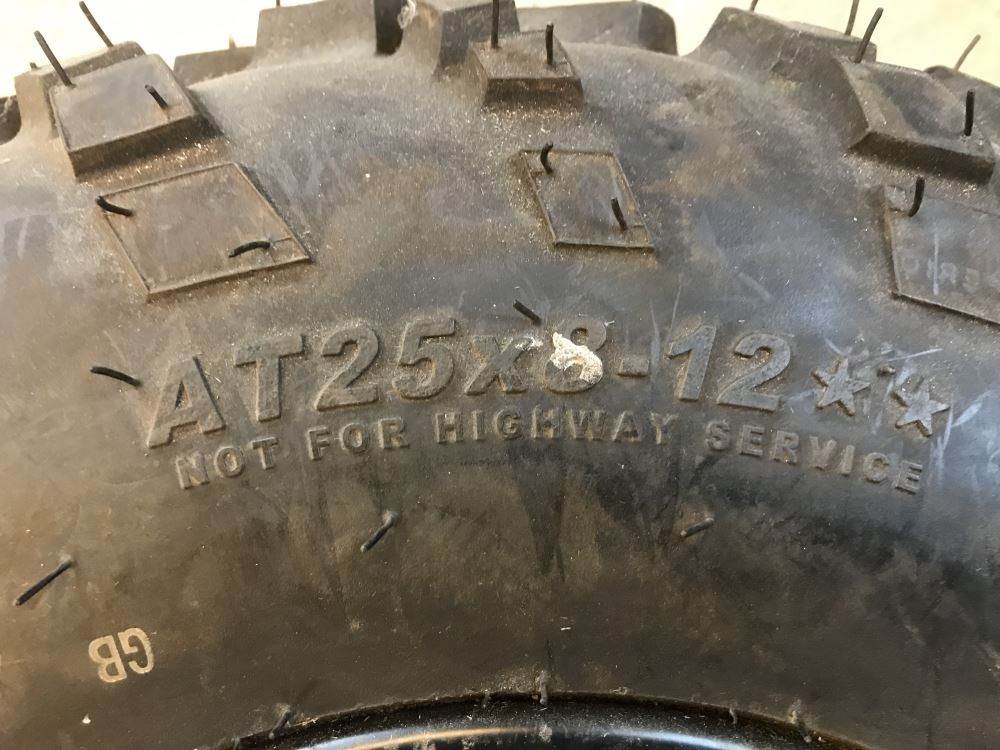 AT25x8-12★★
NOT FOR HIGHWAY SERVICE
GB